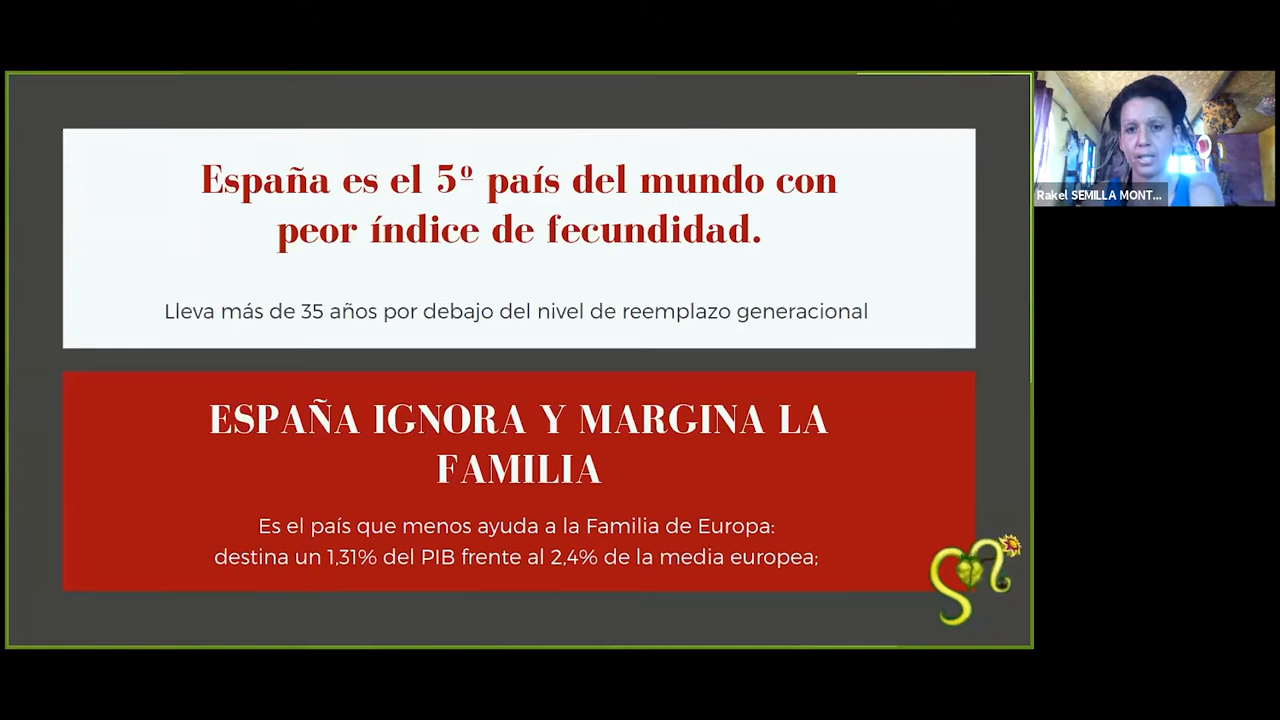 España es el 5º país del mundo con
peor índice de fecundidad.
Lleva más de 35 años por debajo del nivel de reemplazo generacional
ESPAÑA IGNORA Y MARGINA LA
FAMILIA
Es el país que menos ayuda a la Familia de Europa:
destina un 1,31% del PIB frente al 2,4% de la media europea;
Rakel SEMILLA MONT...